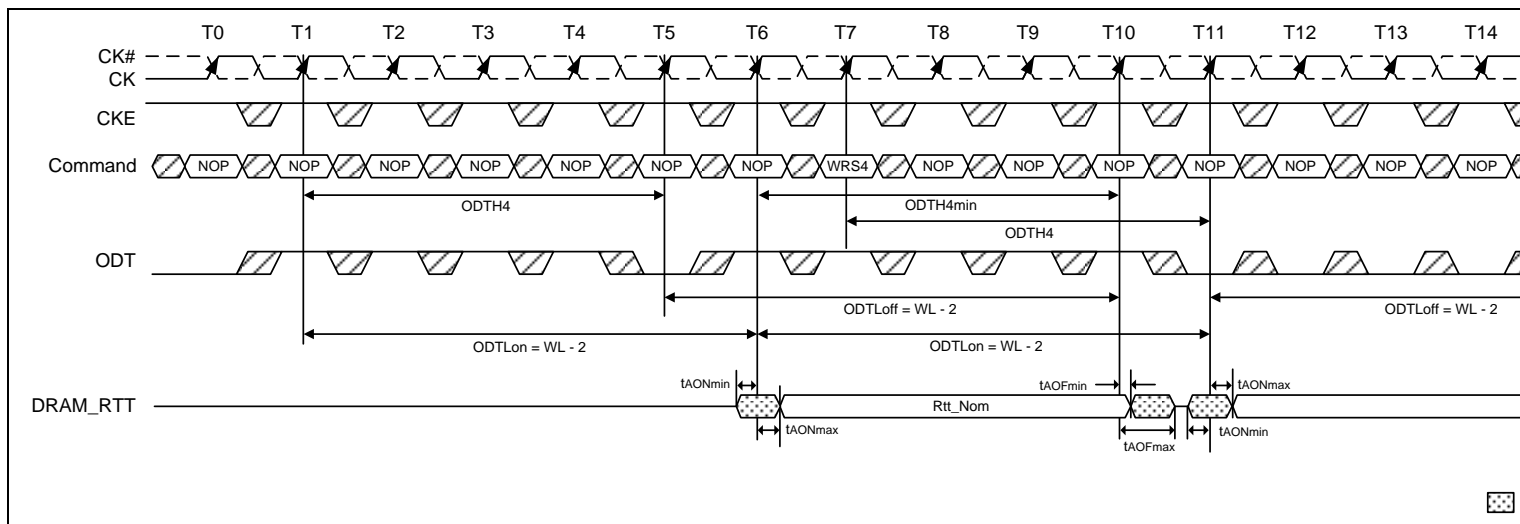 T0 T1 T2 T3 T4 T5 T6 T7 T8 T9 T10 T11 T12 T13 T14
CK#
CK
CKE
Command NOP NOP NOP NOP NOP NOP NOP WRS4 NOP NOP NOP NOP NOP NOP NOP
ODTH4 ODTH4min
ODTH4
ODT
ODTLoff = WL - 2 ODTLoff = WL - 2
ODTLon = WL - 2 ODTLon = WL - 2
tAONmin tAOFmin tAONmax
DRAM_RTT Rtt_Nom
tAONmax tAOFmax tAONmin